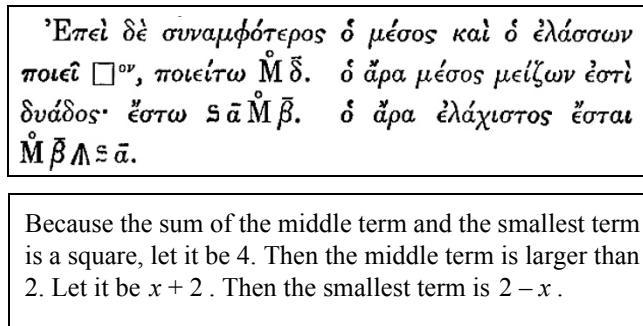 Ἐπεὶ δὲ συναμφότερος ὁ μέσος καὶ ὁ ἐλάσσων
ποιεῖ □ᵒᵛ, ποιείτω Μ̊ δ̄. ὁ ἄρα μέσος μείζων ἐστὶ
δυάδος· ἔστω ϛ ᾱ Μ̊ β̄. ὁ ἄρα ἐλάχιστος ἔσται
Μ̊ β̄ ⩚ ϛ ᾱ.
Because the sum of the middle term and the smallest term
is a square, let it be 4. Then the middle term is larger than
2. Let it be x + 2 . Then the smallest term is 2 – x .